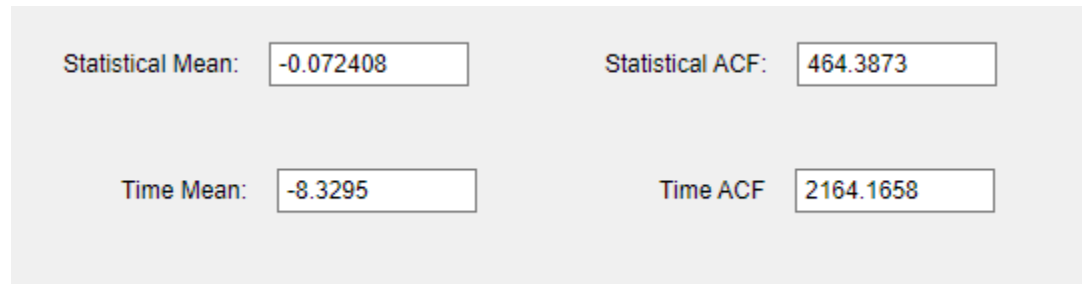 Statistical Mean: -0.072408 Statistical ACF: 464.3873
Time Mean: -8.3295 Time ACF 2164.1658